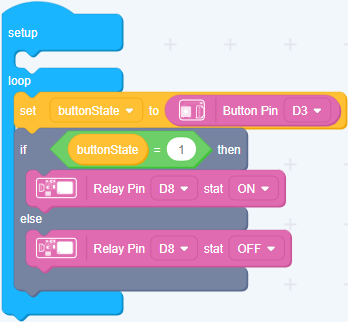 setup
loop
set buttonState to Button Pin D3
if buttonState = 1 then
Relay Pin D8 stat ON
else
Relay Pin D8 stat OFF